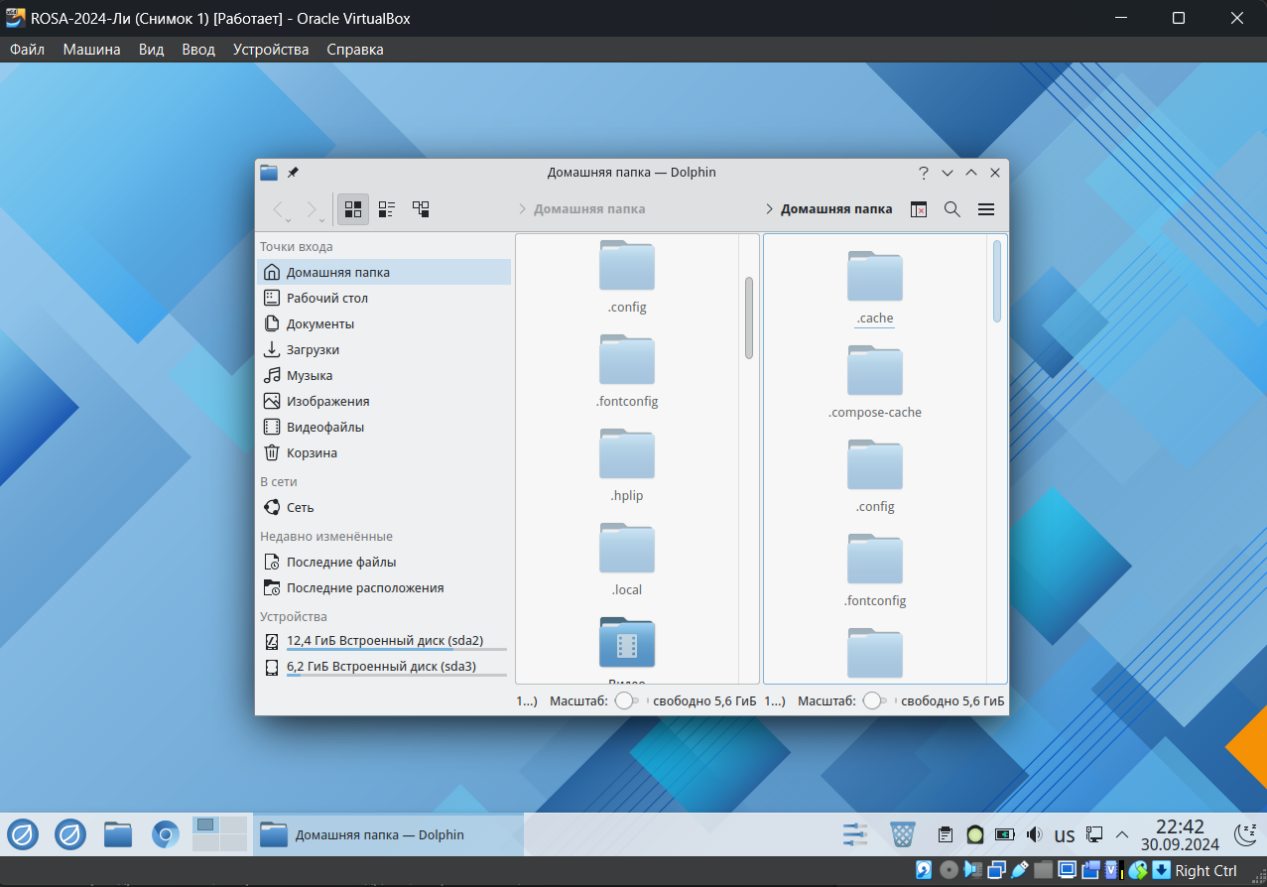 ROSA-2024-Ли (Снимок 1) [Работает] - Oracle VirtualBox
Файл Машина Вид Ввод Устройства Справка
Домашняя папка — Dolphin
Домашняя папка
Домашняя папка
Точки входа
Домашняя папка
Рабочий стол
Документы
Загрузки
Музыка
Изображения
Видеофайлы
Корзина
В сети
Сеть
Недавно изменённые
Последние файлы
Последние расположения
Устройства
12,4 ГиБ Встроенный диск (sda2)
6,2 ГиБ Встроенный диск (sda3)
.config
.fontconfig
.hplip
.local
Видео
1...) Масштаб: свободно 5,6 ГиБ
.cache
.compose-cache
.config
.fontconfig
1...) Масштаб: свободно 5,6 ГиБ
Домашняя папка — Dolphin
us
22:42
30.09.2024
Right Ctrl